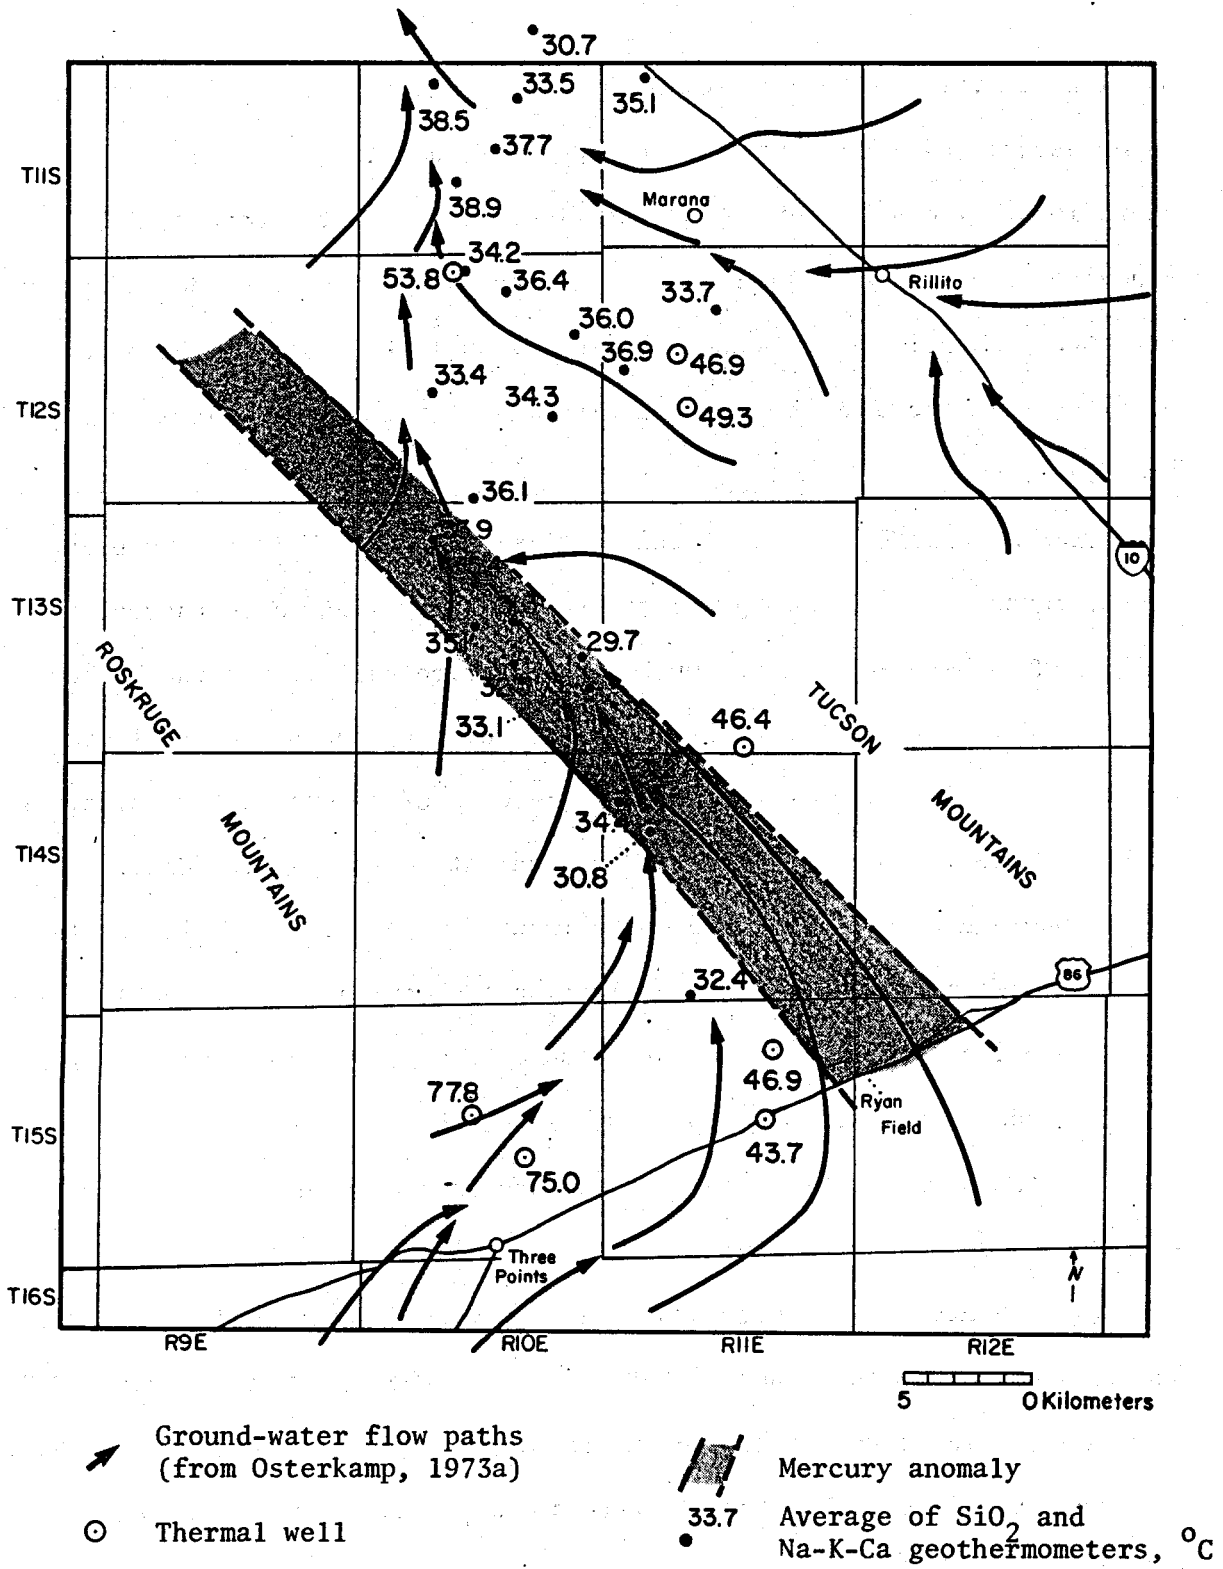 30.7
33.5
38.5
35.1
37.7
T11S
38.9
Marana
34.2
53.8
36.4
33.7
Rillito
36.0
36.9
46.9
33.4
34.3
49.3
T12S
36.1
10
T13S
29.7
ROSKRUGE
MOUNTAINS
33.1
46.4
TUCSON
MOUNTAINS
T14S
30.8
32.4
86
46.9
77.8
Ryan
Field
T15S
43.7
75.0
Three
Points
N
T16S
R9E
R10E
R11E
R12E
5
0 Kilometers
Ground-water flow paths
(from Osterkamp, 1973a)
Mercury anomaly
Thermal well
33.7
Average of SiO2 and
Na-K-Ca geothermometers, °C